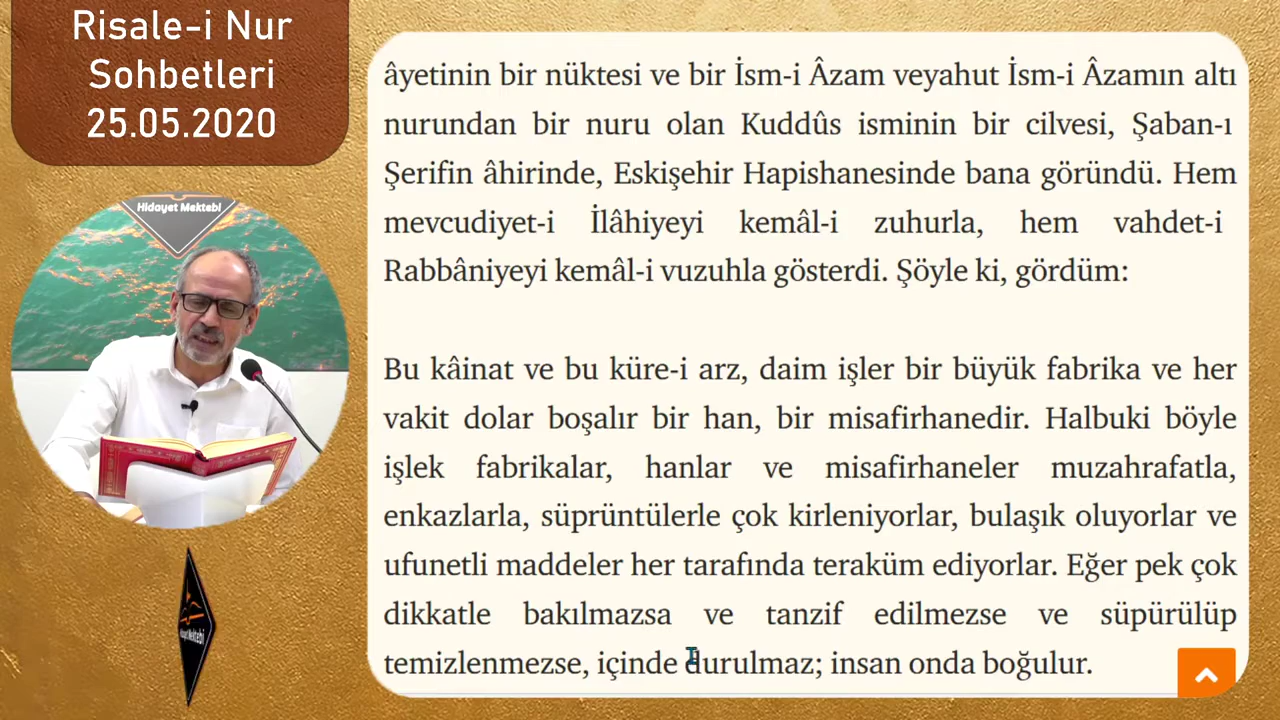 Risale-i Nur
Sohbetleri
25.05.2020
Hidayet Mektebi
Hidayet Mektebi
âyetinin bir nüktesi ve bir İsm-i Âzam veyahut İsm-i Âzamın altı
nurundan bir nuru olan Kuddûs isminin bir cilvesi, Şaban-ı
Şerifin âhirinde, Eskişehir Hapishanesinde bana göründü. Hem
mevcudiyet-i İlâhiyeyi kemâl-i zuhurla, hem vahdet-i
Rabbâniyeyi kemâl-i vuzuhla gösterdi. Şöyle ki, gördüm:
Bu kâinat ve bu küre-i arz, daim işler bir büyük fabrika ve her
vakit dolar boşalır bir han, bir misafirhanedir. Halbuki böyle
işlek fabrikalar, hanlar ve misafirhaneler muzahrafatla,
enkazlarla, süprüntülerle çok kirleniyorlar, bulaşık oluyorlar ve
ufunetli maddeler her tarafında teraküm ediyorlar. Eğer pek çok
dikkatle bakılmazsa ve tanzif edilmezse ve süpürülüp
temizlenmezse, içinde durulmaz; insan onda boğulur.